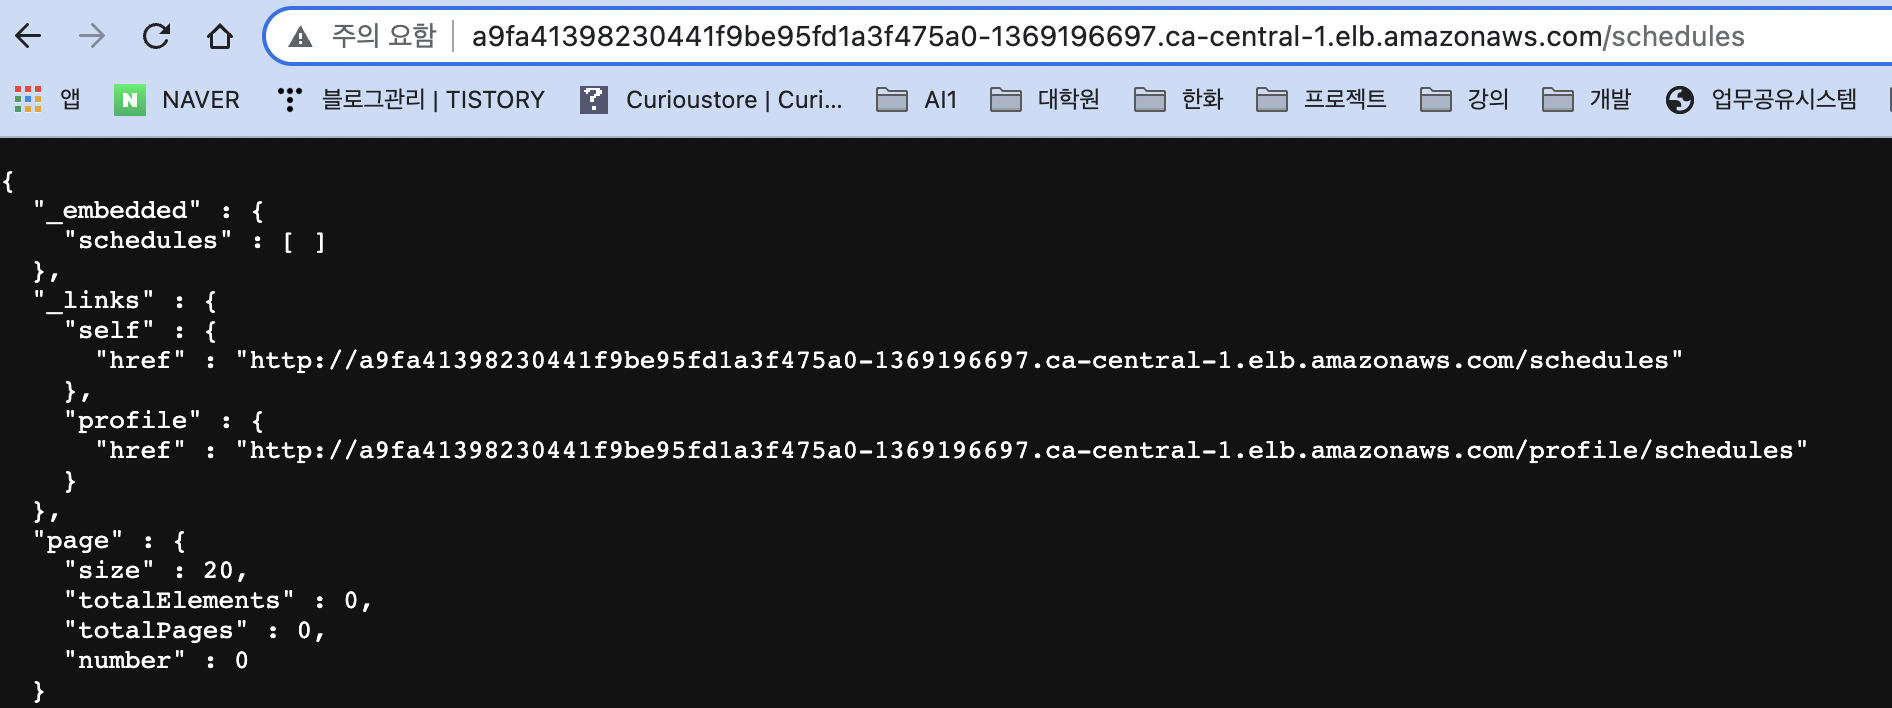 주의 요함 a9fa41398230441f9be95fd1a3f475a0-1369196697.ca-central-1.elb.amazonaws.com/schedules
앱 N NAVER 블로그관리 | TISTORY ? Curioustore | Curi... AI1 대학원 한화 프로젝트 강의 개발 업무공유시스템
{
  "_embedded" : {
    "schedules" : [ ]
  },
  "_links" : {
    "self" : {
      "href" : "http://a9fa41398230441f9be95fd1a3f475a0-1369196697.ca-central-1.elb.amazonaws.com/schedules"
    },
    "profile" : {
      "href" : "http://a9fa41398230441f9be95fd1a3f475a0-1369196697.ca-central-1.elb.amazonaws.com/profile/schedules"
    }
  },
  "page" : {
    "size" : 20,
    "totalElements" : 0,
    "totalPages" : 0,
    "number" : 0
  }